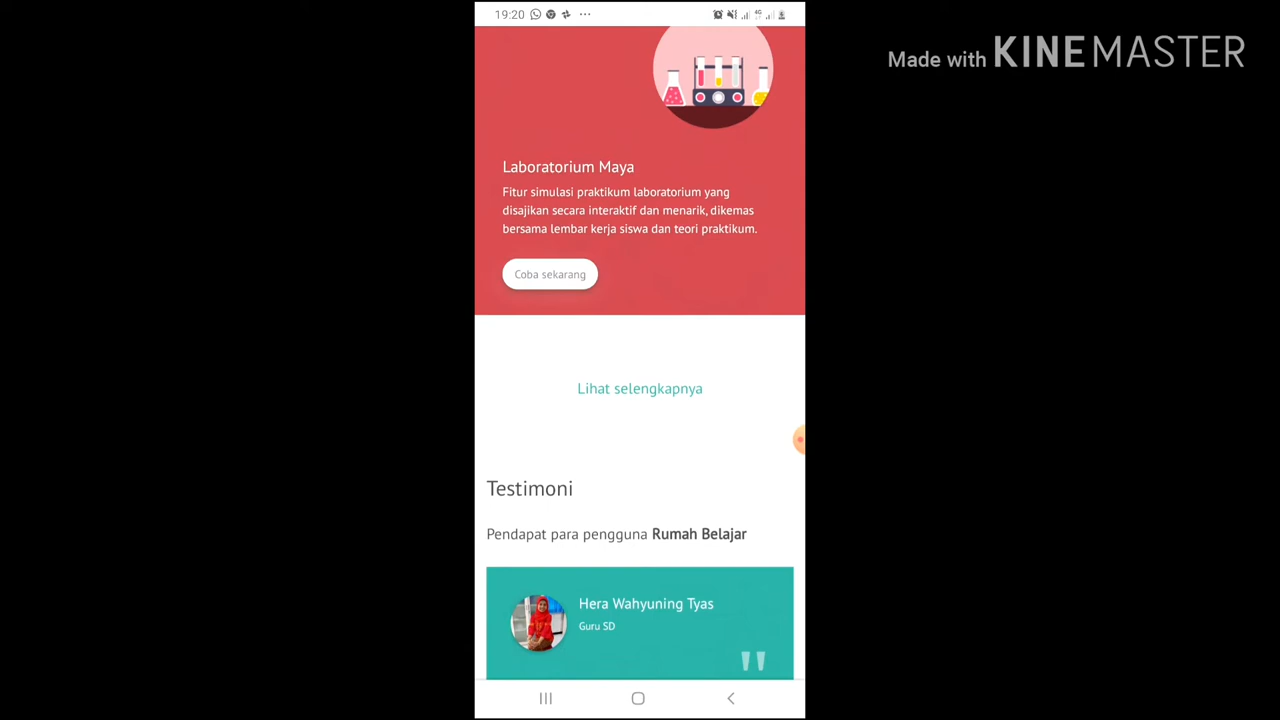 19:20
Made with KINEMASTER
4G
Laboratorium Maya
Fitur simulasi praktikum laboratorium yang
disajikan secara interaktif dan menarik, dikemas
bersama lembar kerja siswa dan teori praktikum.
Coba sekarang
Lihat selengkapnya
Testimoni
Pendapat para pengguna Rumah Belajar
Hera Wahyuning Tyas
Guru SD
"